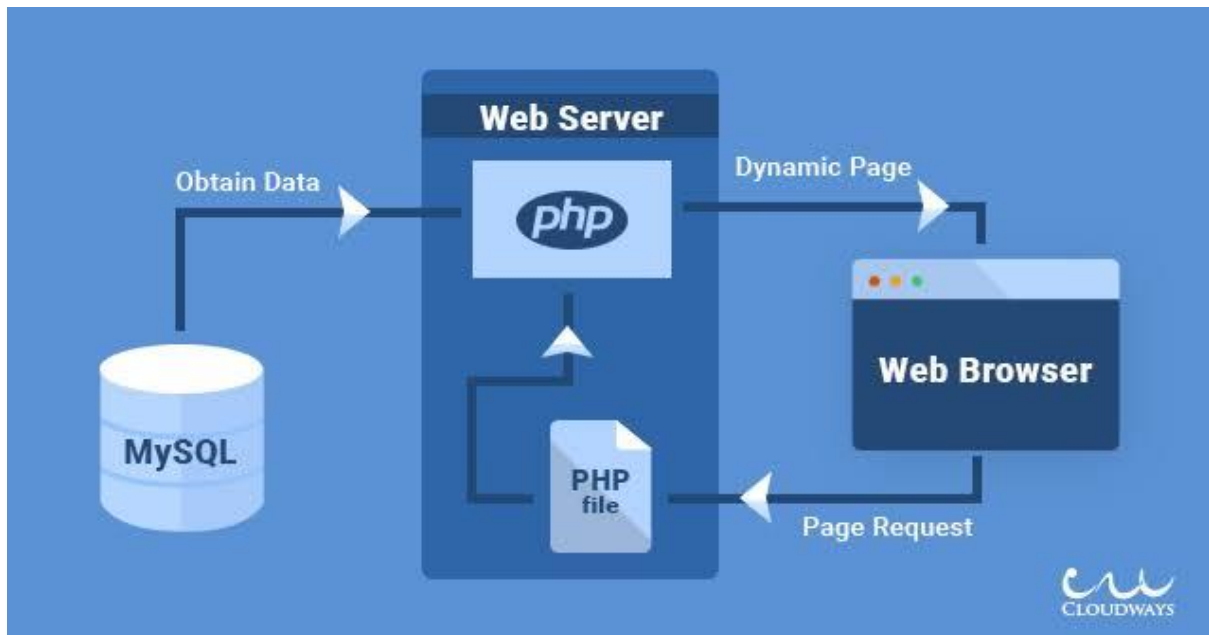 Web Server
Obtain Data
Dynamic Page
php
Web Browser
MySQL
PHP
file
Page Request
CLOUDWAYS